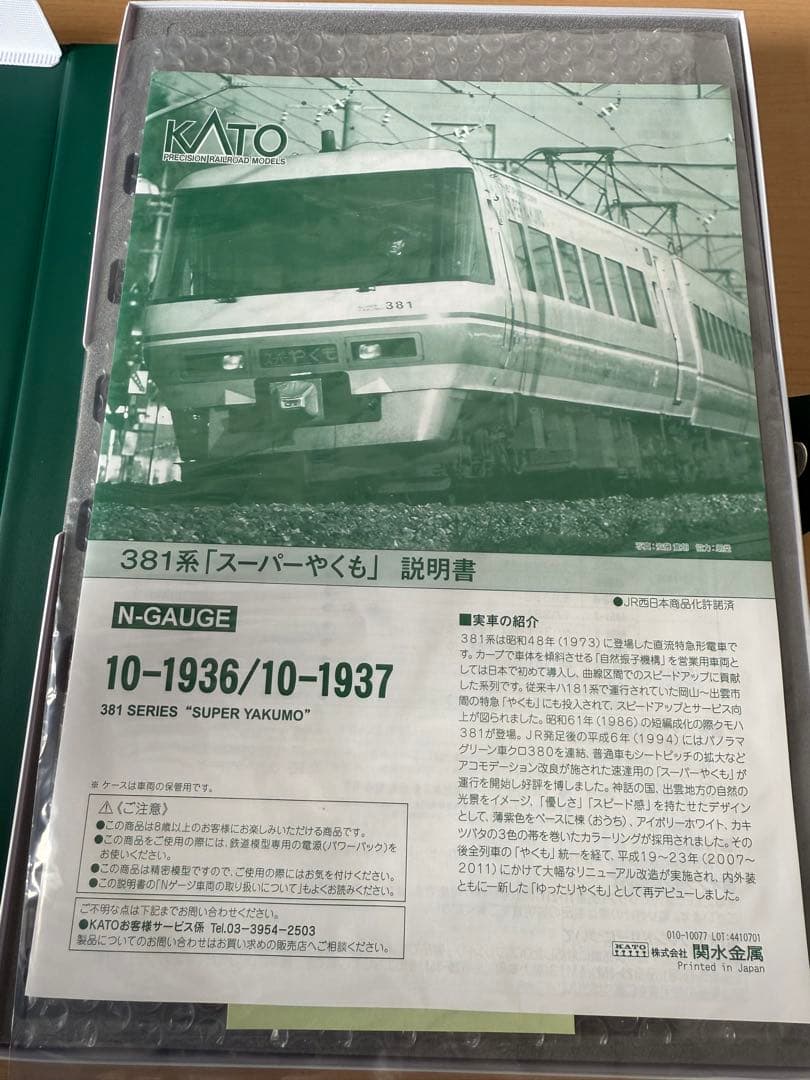 KATO
PRECISION RAILROAD MODELS
381
スーパーやくも
381系「スーパーやくも」 説明書
●JR西日本商品化許諾済
N-GAUGE
10-1936/10-1937
381 SERIES “SUPER YAKUMO”
※ ケースは車両の保管用です。
《ご注意》
●この商品は8歳以上のお客様にお楽しみいただける商品です。
●この商品をご使用の際には、鉄道模型専用の電源(パワーパック)を
お使いください。
●この商品は精密模型ですので、ご使用の際にはお気を付けください。
●この説明書の「Nゲージ車両の取り扱いについて」もよくお読みください。
ご不明な点は下記までお問い合わせください。
●KATOお客様サービス係 Tel.03-3954-2503
製品についてのお問い合わせはお買い求めの販売店へご相談ください。
■実車の紹介
381系は昭和48年(1973)に登場した直流特急形電車で
す。カーブで車体を傾斜させる「自然振子機構」を営業用車両と
しては日本で初めて導入し、曲線区間でのスピードアップに貢献
した系列です。従来キハ181系で運行されていた岡山～出雲市
間の特急「やくも」にも投入されて、スピードアップとサービス向
上が図られました。昭和61年(1986)の短編成化の際クモハ
381が登場。JR発足後の平成6年(1994)にはパノラマ
グリーン車クロ380を連結、普通車もシートピッチの拡大など
アコモデーション改良が施された速達用の「スーパーやくも」が
運行を開始し好評を博しました。神話の国、出雲地方の自然の
光景をイメージ、「優しさ」「スピード感」を持たせたデザイン
として、薄紫色をベースに楝(おうち)、アイボリーホワイト、カキ
ツバタの3色の帯を巻いたカラーリングが採用されました。その
後全列車の「やくも」統一を経て、平成19～23年(2007～
2011)にかけて大幅なリニューアル改造が実施され、内外装
ともに一新した「ゆったりやくも」として再デビューしました。
010-10077 LOT:4410701
KATO 株式会社 関水金属
Printed in Japan